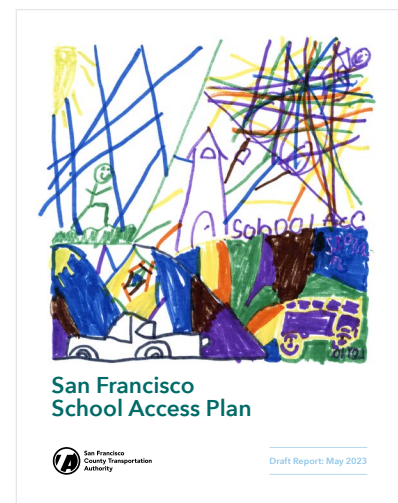 San Francisco
School Access Plan
San Francisco
County Transportation
Authority
Draft Report: May 2023